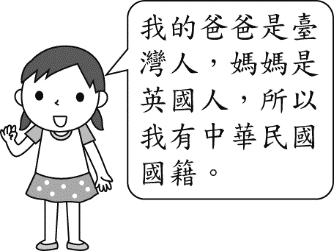 我的爸爸是臺
灣人，媽媽是
英國人，所以
我有中華民國
國籍。